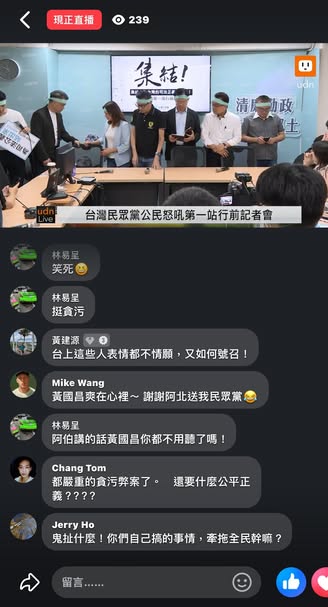 現正直播
239
集結!
清廉勤政
士
udn
udn
Live
台灣民眾黨公民怒吼第一站行前記者會
林易呈
笑死😆
林易呈
挺貪污
黃建源 3
台上這些人表情都不情願，又如何號召！
Mike Wang
黃國昌爽在心裡～ 謝謝阿北送我民眾黨😂
林易呈
阿伯講的話黃國昌你都不用聽了嗎！
Chang Tom
都嚴重的貪污弊案了。 還要什麼公平正
義？？？？
Jerry Ho
鬼扯什麼！你們自己搞的事情，牽拖全民幹嘛？
留言......